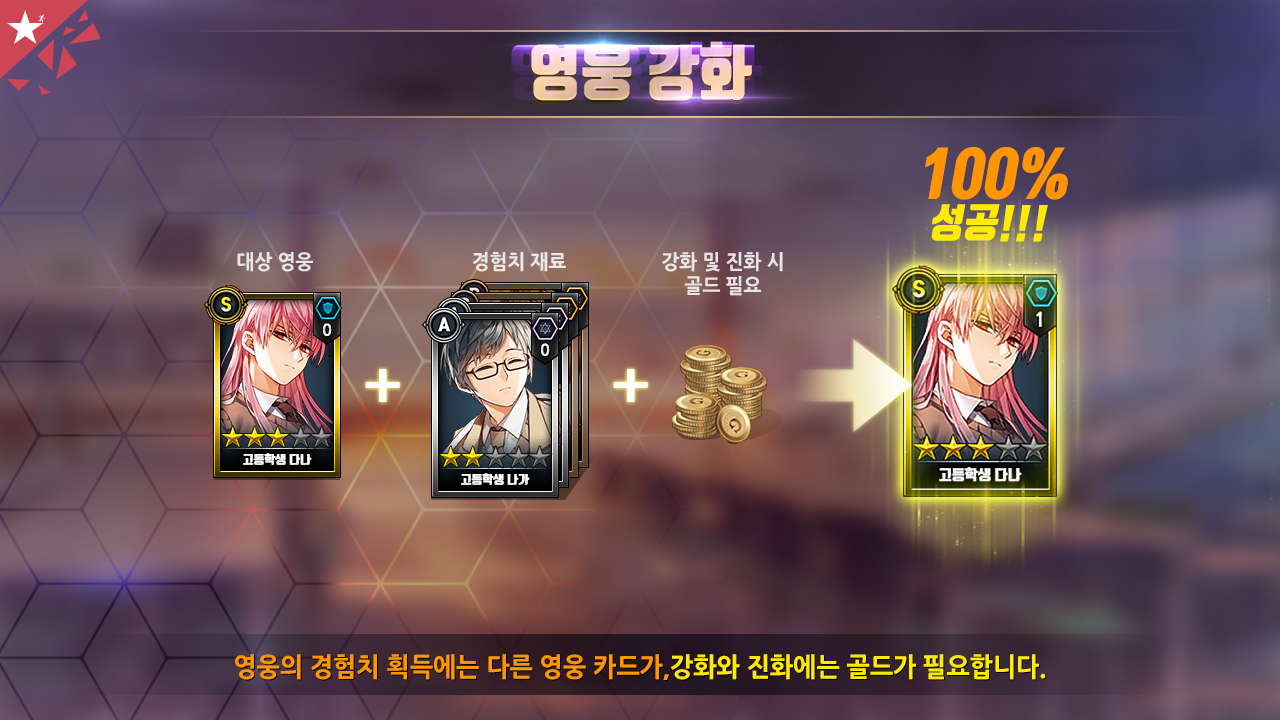 영웅 강화
100%
성공!!!
대상 영웅
경험치 재료
강화 및 진화 시
골드 필요
S
0
고등학생 다나
A
0
고등학생 나가
S
1
고등학생 다나
영웅의 경험치 획득에는 다른 영웅 카드가,강화와 진화에는 골드가 필요합니다.